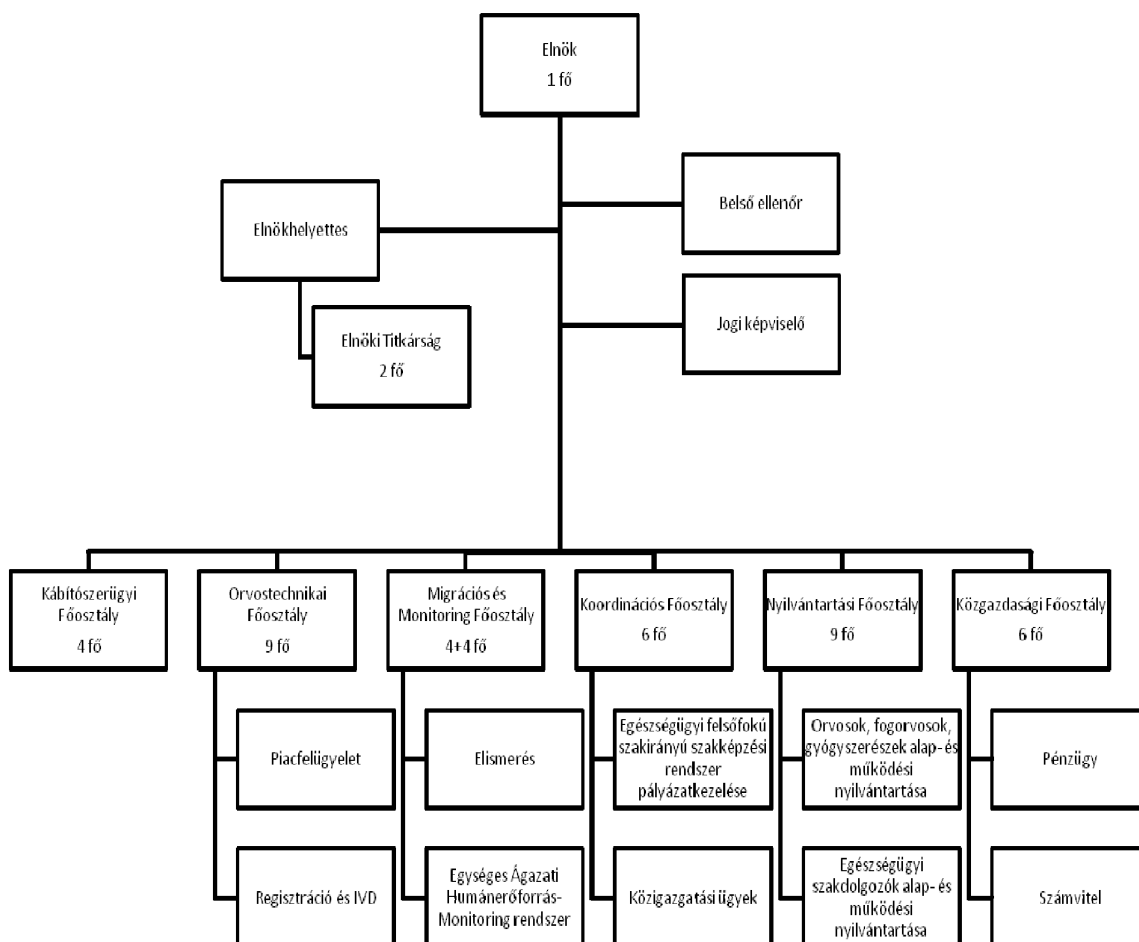 Elnök
1 fő
Belső ellenőr
Elnökhelyettes
Jogi képviselő
Elnöki Titkárság
2 fő
Kábítószerügyi
Főosztály
4 fő
Orvostechnikai
Főosztály
9 fő
Migrációs és
Monitoring Főosztály
4+4 fő
Koordinációs Főosztály
6 fő
Nyilvántartási Főosztály
9 fő
Közgazdasági Főosztály
6 fő
Piacfelügyelet
Elismerés
Egészségügyi felsőfokú
szakirányú szakképzési
rendszer
pályázatkezelése
Orvosok, fogorvosok,
gyógyszerészek alap- és
működési
nyilvántartása
Pénzügy
Regisztráció és IVD
Egységes Ágazati
Humánerőforrás-
Monitoring rendszer
Közigazgatási ügyek
Egészségügyi
szakdolgozók alap- és
működési
nyilvántartása
Számvitel